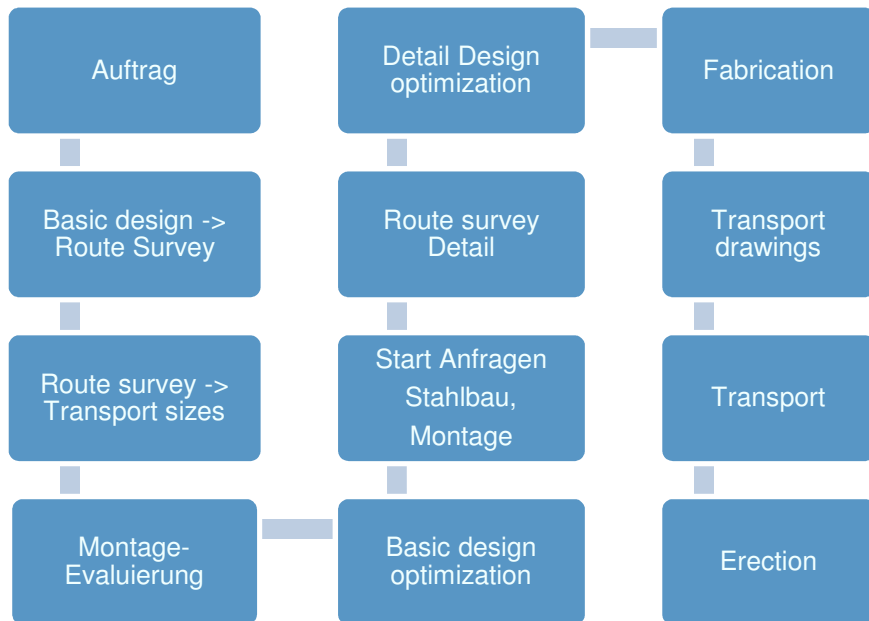 Auftrag
Basic design ->
Route Survey
Route survey ->
Transport sizes
Montage-
Evaluierung
Basic design
optimization
Start Anfragen
Stahlbau,
Montage
Route survey
Detail
Detail Design
optimization
Fabrication
Transport
drawings
Transport
Erection